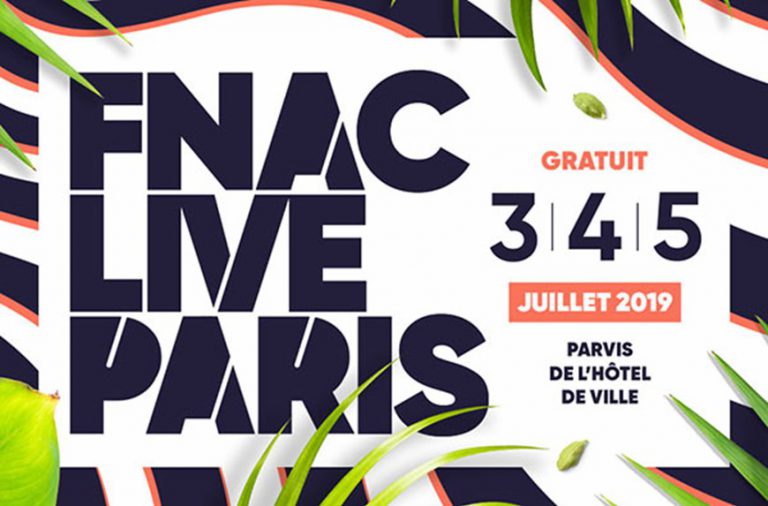 FNAC
LIVE
PARIS
GRATUIT
3|4|5
JUILLET 2019
PARVIS
DE L'HÔTEL
DE VILLE